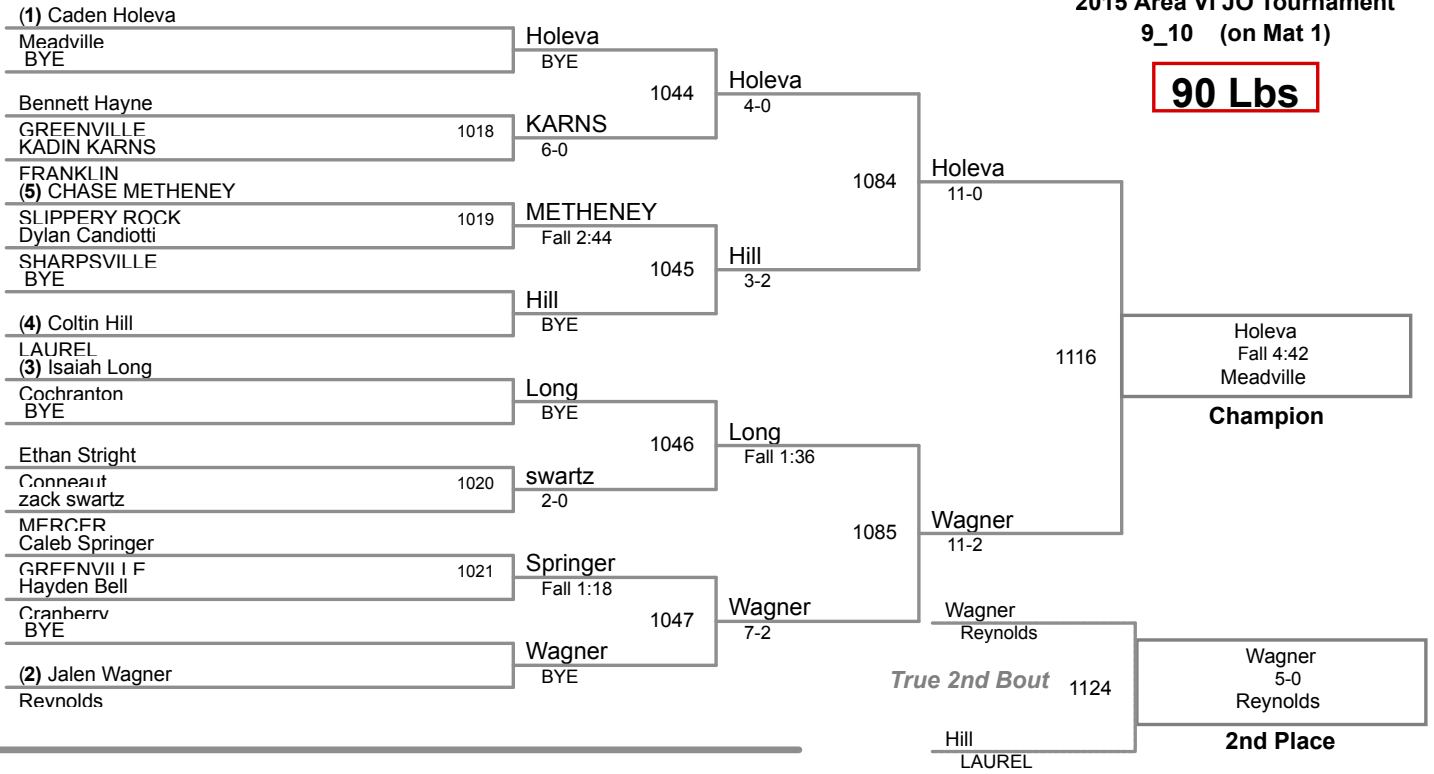 2015 Area VI JO Tournament
9_10 (on Mat 1)
90 Lbs
(1) Caden Holeva
Meadville
BYE
Bennett Hayne
GREENVILLE
KADIN KARNS
FRANKLIN
(5) CHASE METHENEY
SLIPPERY ROCK
Dylan Candiotti
SHARPSVILLE
BYE
(4) Coltin Hill
LAUREL
(3) Isaiah Long
Cochranton
BYE
Ethan Stright
Conneaut
zack swartz
MERCER
Caleb Springer
GREENVILLE
Hayden Bell
Cranberry
BYE
(2) Jalen Wagner
Reynolds
1018
1019
1020
1021
Holeva
BYE
KARNS
6-0
METHENEY
Fall 2:44
Hill
BYE
Long
BYE
swartz
2-0
Springer
Fall 1:18
Wagner
BYE
1044
1045
1046
1047
Holeva
4-0
Hill
3-2
Long
Fall 1:36
Wagner
7-2
1084
1085
Holeva
11-0
Wagner
11-2
1116
Holeva
Fall 4:42
Meadville
Champion
Wagner
Reynolds
True 2nd Bout 1124
Hill
LAUREL
Wagner
5-0
Reynolds
2nd Place